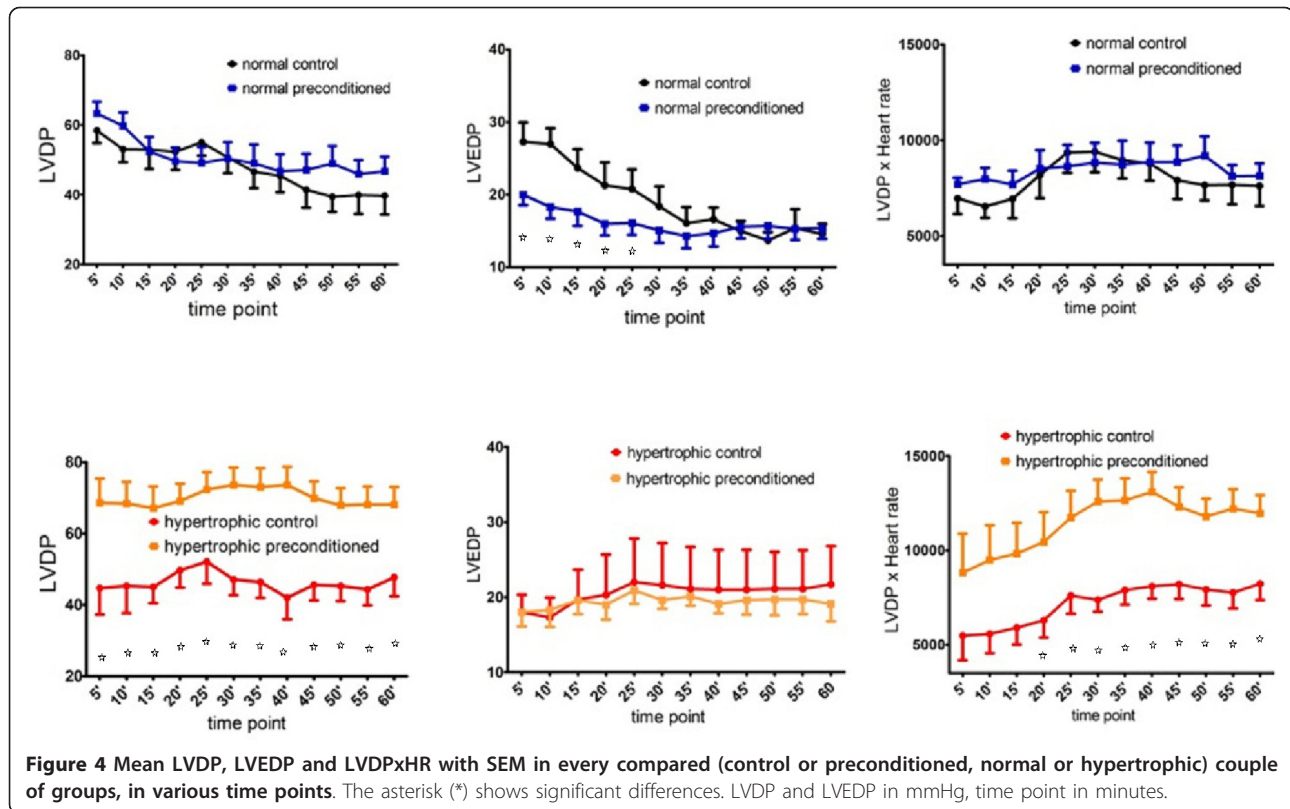 80
60
40
20
LVDP
normal control
normal preconditioned
5' 10' 15' 20' 25' 30' 35' 40' 45' 50' 55' 60'
time point
40
30
20
10
LVEDP
normal control
normal preconditioned
5' 10' 15' 20' 25' 30' 35' 40' 45' 50' 55' 60'
time point
15000
10000
5000
LVDP x Heart rate
normal control
normal preconditioned
5' 10' 15' 20' 25' 30' 35' 40' 45' 50' 55' 60'
time point
80
60
40
20
LVDP
hypertrophic control
hypertrophic preconditioned
5' 10' 15' 20' 25' 30' 35' 40' 45' 50' 55' 60'
time point
40
30
20
10
LVEDP
hypertrophic control
hypertrophic preconditioned
5' 10' 15' 20' 25' 30' 35' 40' 45' 50' 55' 60
time point
15000
10000
5000
LVDP x Heart rate
hypertrophic control
hypertrophic preconditioned
5' 10' 15' 20' 25' 30' 35' 40' 45' 50' 55' 60'
time point
Figure 4 Mean LVDP, LVEDP and LVDPxHR with SEM in every compared (control or preconditioned, normal or hypertrophic) couple
of groups, in various time points. The asterisk (*) shows significant differences. LVDP and LVEDP in mmHg, time point in minutes.